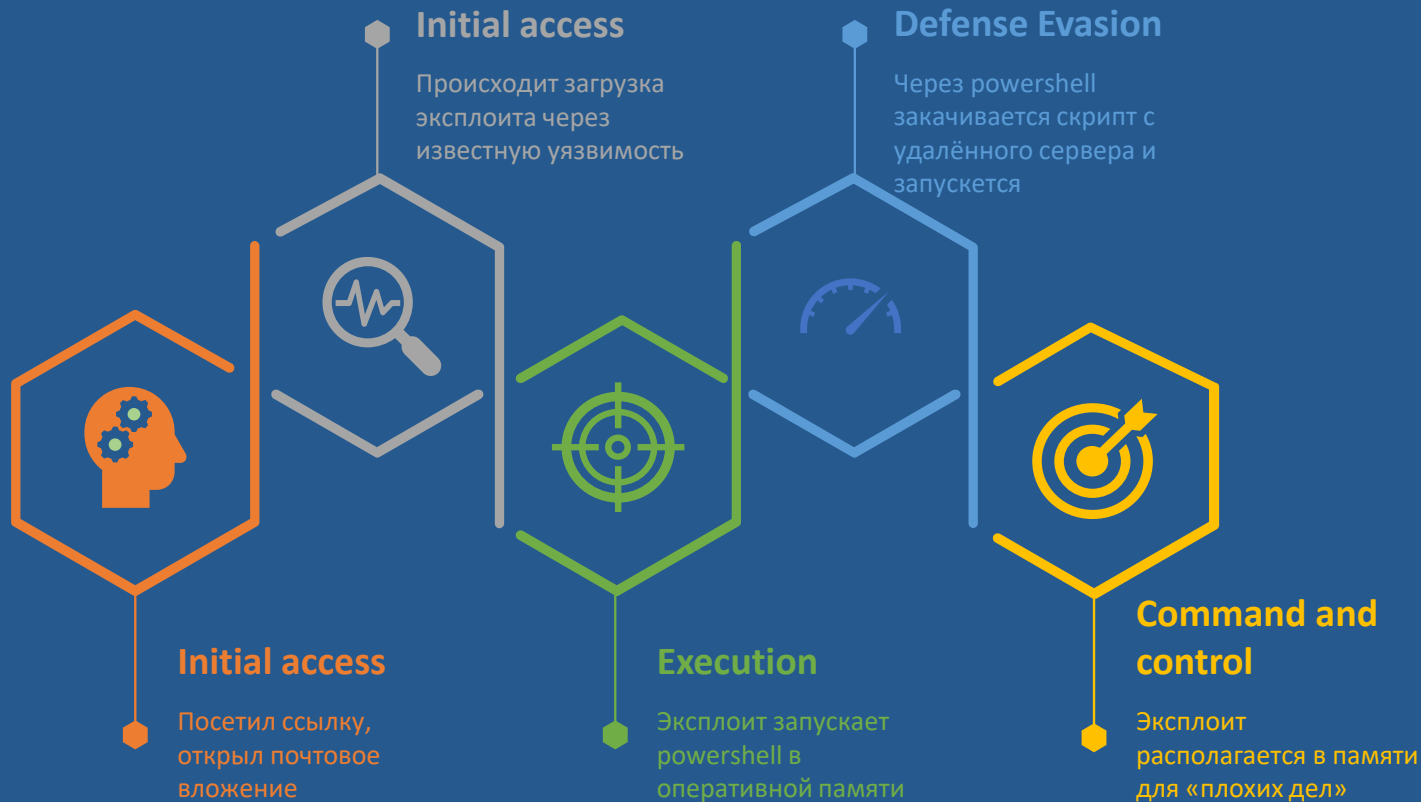 Initial access
Происходит загрузка
эксплоита через
известную уязвимость
Defense Evasion
Через powershell
закачивается скрипт с
удалённого сервера и
запускется
Initial access
Посетил ссылку,
открыл почтовое
вложение
Execution
Эксплоит запускает
powershell в
оперативной памяти
Command and
control
Эксплоит
располагается в памяти
для «плохих дел»